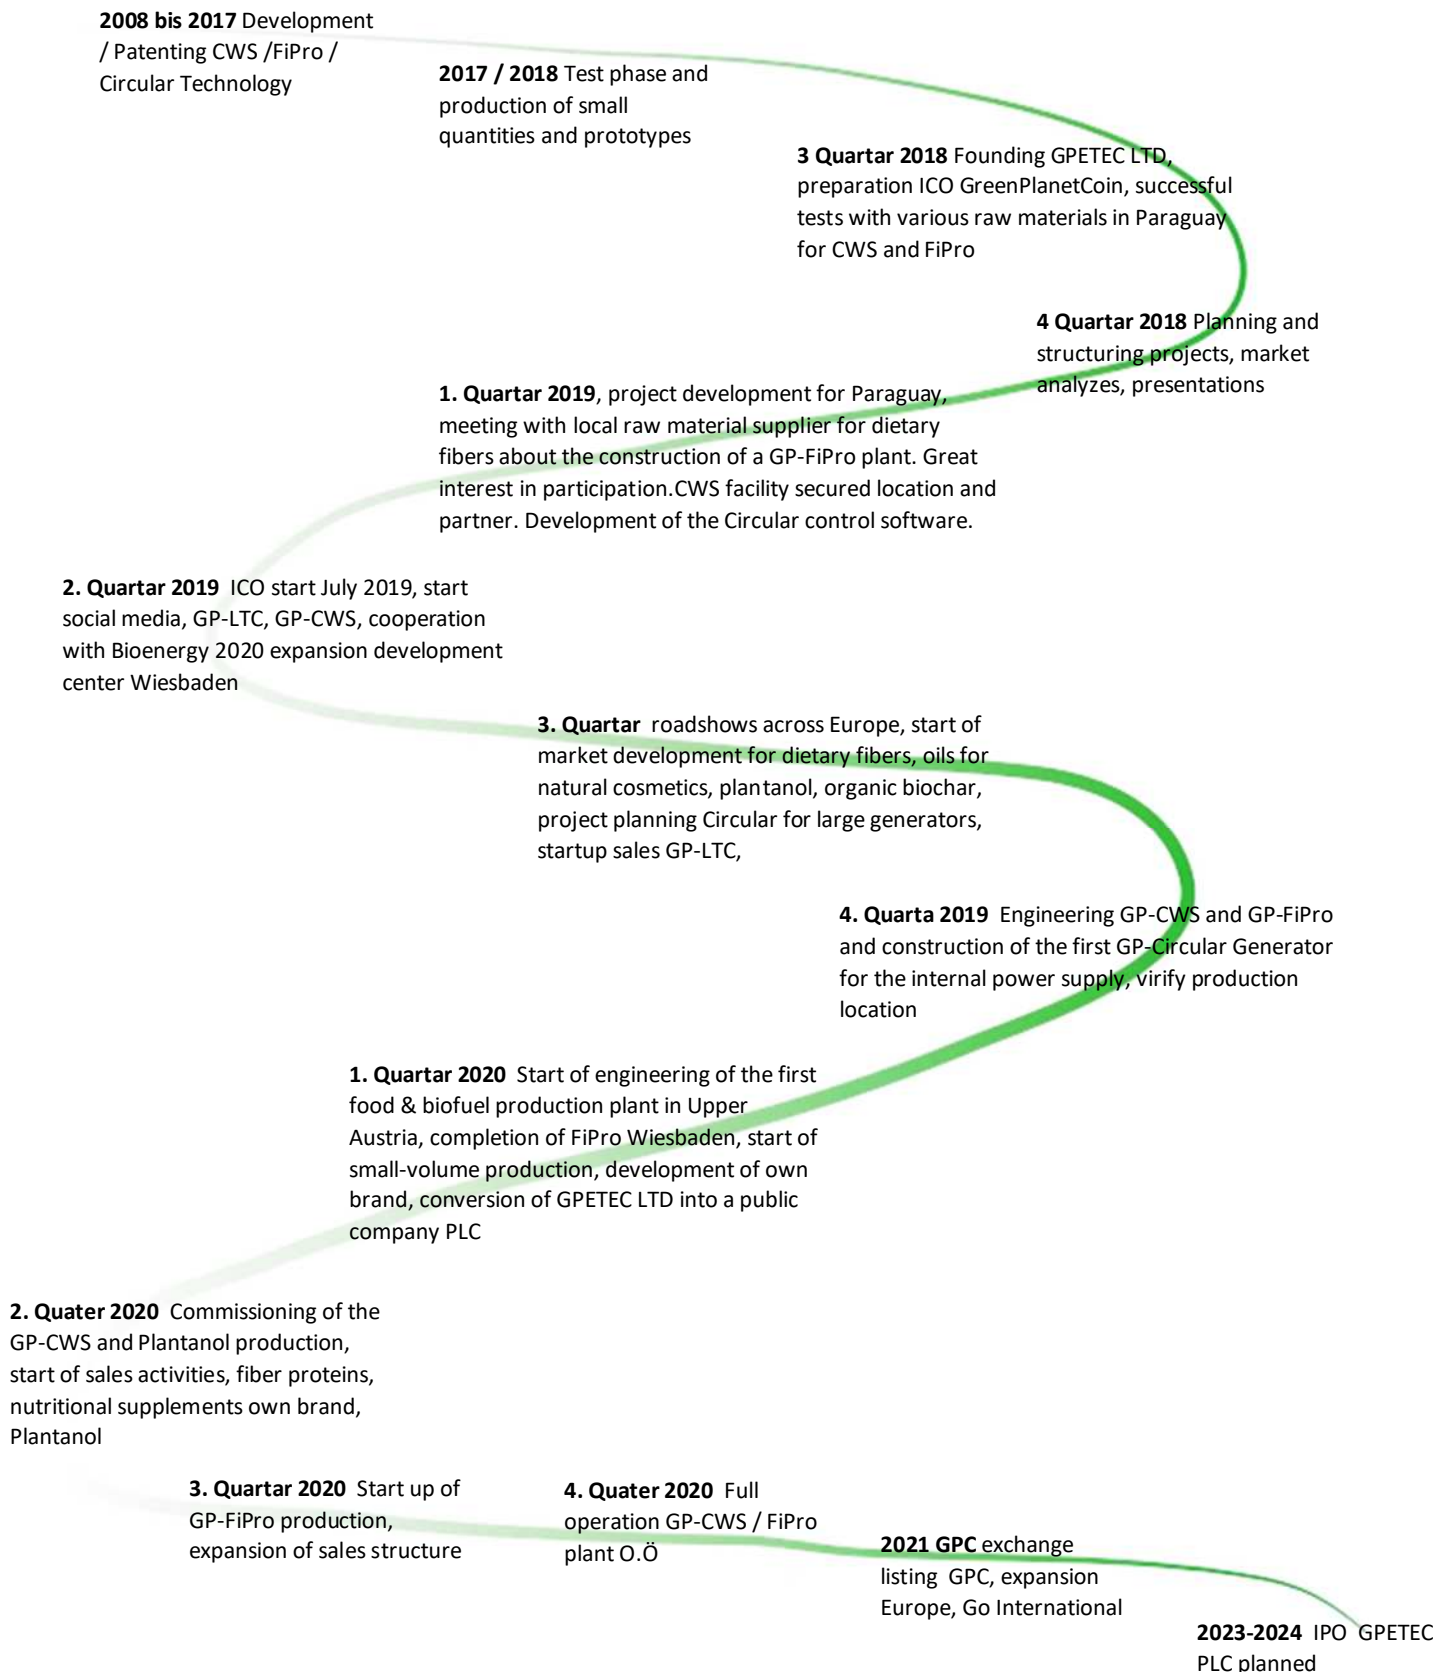 2008 bis 2017 Development
/ Patenting CWS /FiPro /
Circular Technology
2017 / 2018 Test phase and
production of small
quantities and prototypes
3 Quartar 2018 Founding GPETEC LTD,
preparation ICO GreenPlanetCoin, successful
tests with various raw materials in Paraguay
for CWS and FiPro
4 Quartar 2018 Planning and
structuring projects, market
analyzes, presentations
1. Quartar 2019, project development for Paraguay,
meeting with local raw material supplier for dietary
fibers about the construction of a GP-FiPro plant. Great
interest in participation.CWS facility secured location and
partner. Development of the Circular control software.
2. Quartar 2019 ICO start July 2019, start
social media, GP-LTC, GP-CWS, cooperation
with Bioenergy 2020 expansion development
center Wiesbaden
3. Quartar roadshows across Europe, start of
market development for dietary fibers, oils for
natural cosmetics, plantanol, organic biochar,
project planning Circular for large generators,
startup sales GP-LTC,
4. Quarta 2019 Engineering GP-CWS and GP-FiPro
and construction of the first GP-Circular Generator
for the internal power supply, virify production
location
1. Quartar 2020 Start of engineering of the first
food & biofuel production plant in Upper
Austria, completion of FiPro Wiesbaden, start of
small-volume production, development of own
brand, conversion of GPETEC LTD into a public
company PLC
2. Quater 2020 Commissioning of the
GP-CWS and Plantanol production,
start of sales activities, fiber proteins,
nutritional supplements own brand,
Plantanol
3. Quartar 2020 Start up of
GP-FiPro production,
expansion of sales structure
4. Quater 2020 Full
operation GP-CWS / FiPro
plant O.Ö
2021 GPC exchange
listing GPC, expansion
Europe, Go International
2023-2024 IPO GPETEC
PLC planned